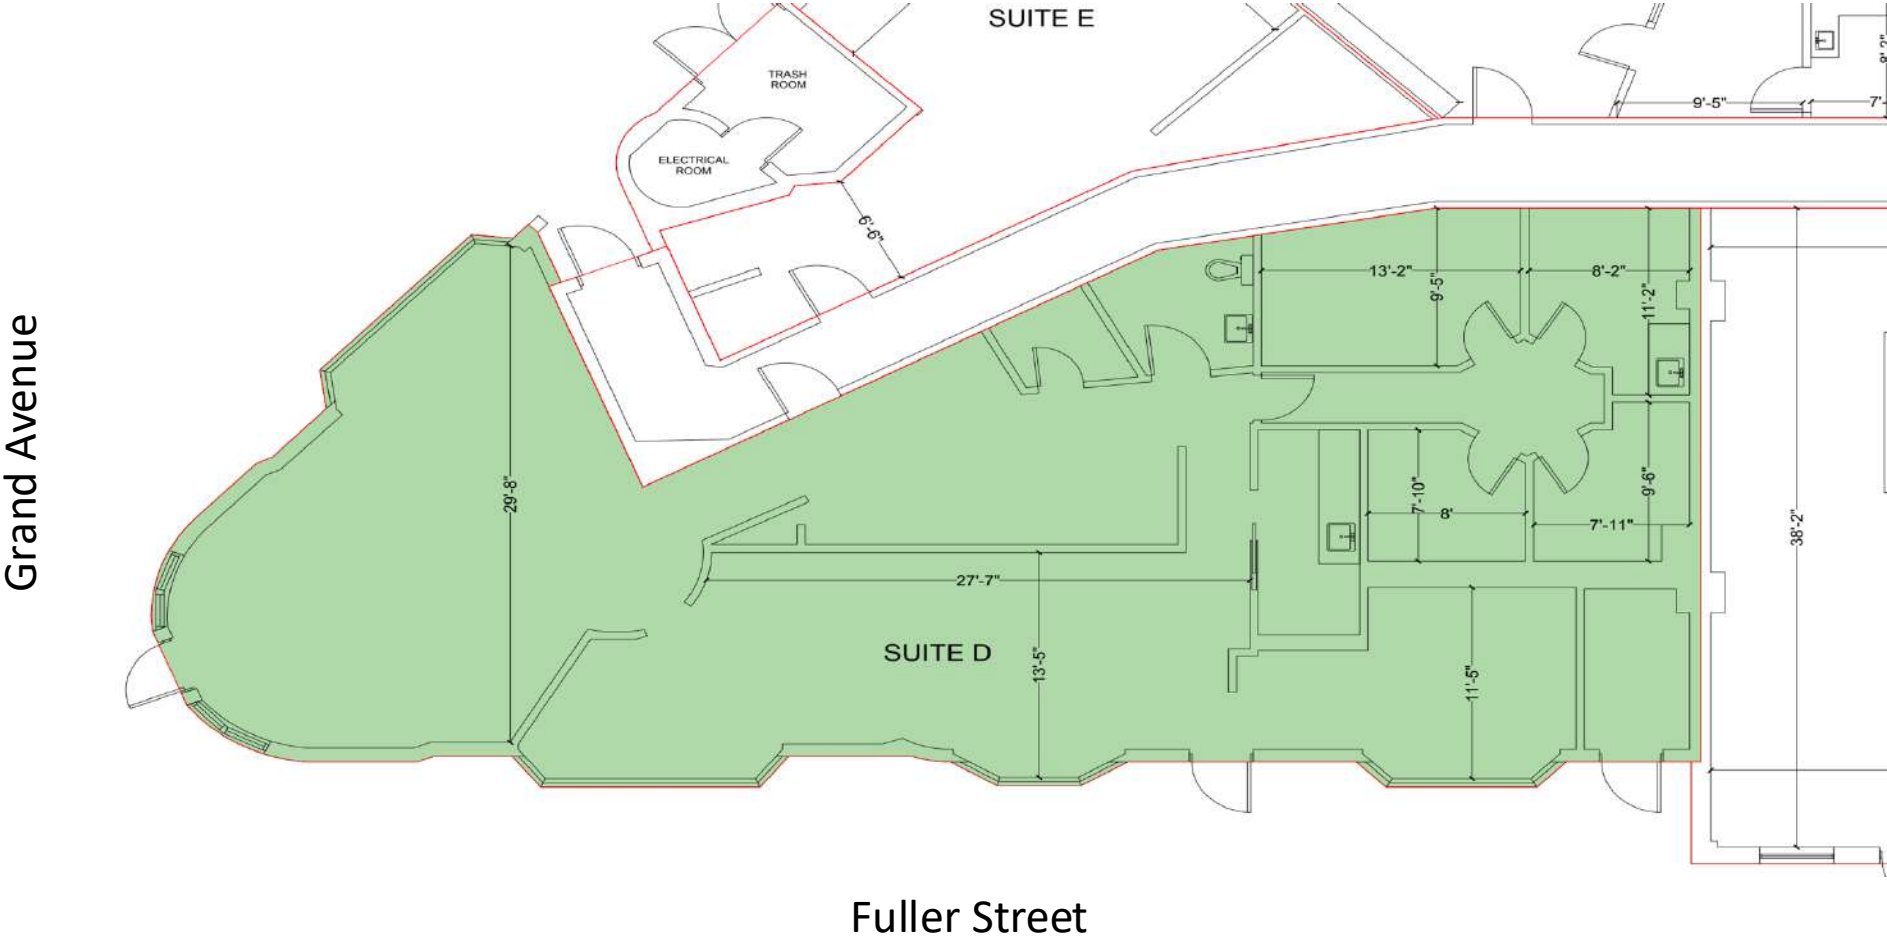 SUITE E
TRASH
ROOM
ELECTRICAL
ROOM
6'-6"
9'-5"
7'-
8'-2"
13'-2"
9'-5"
8'-2"
11'-2"
Grand Avenue
29'-8"
7'-10"
8'
9'-6"
7'-11"
38'-2"
27'-7"
SUITE D
13'-5"
11'-5"
Fuller Street